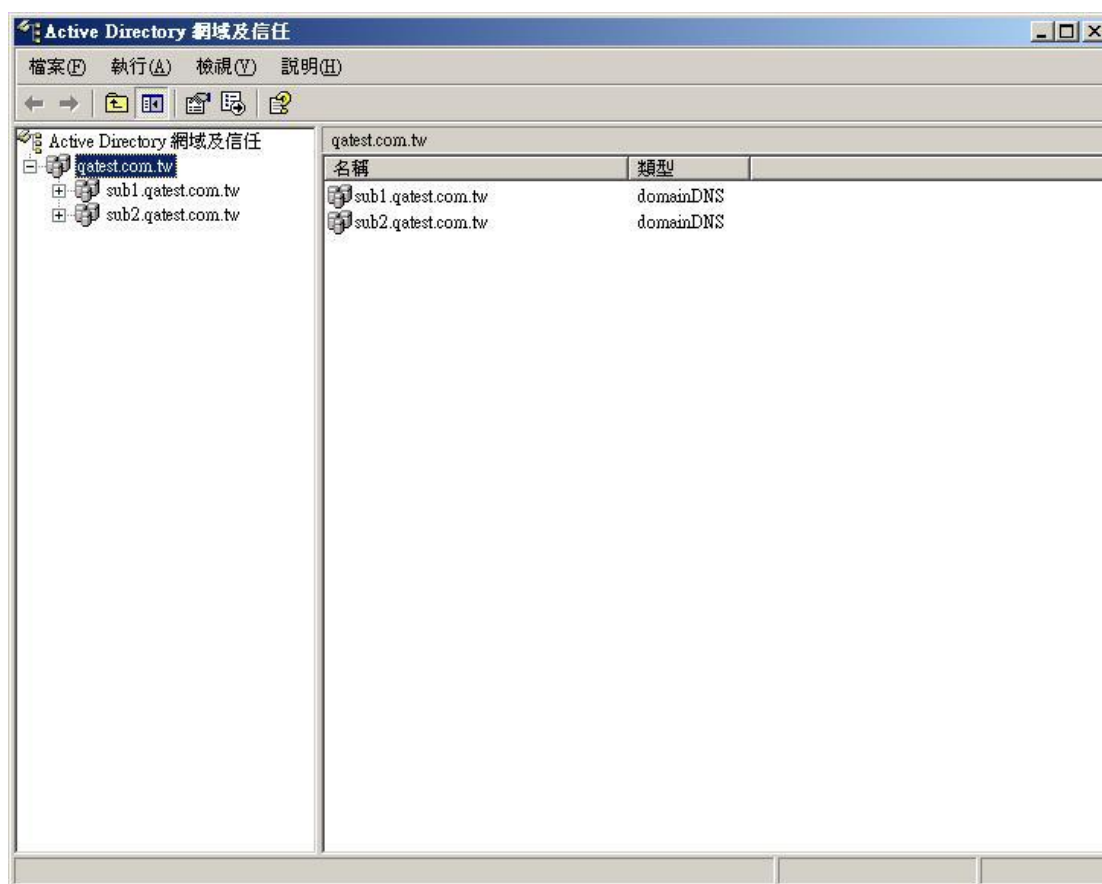 Active Directory 網域及信任
檔案(F) 執行(A) 檢視(V) 說明(H)
Active Directory 網域及信任
qatest.com.tw
sub1.qatest.com.tw
sub2.qatest.com.tw
qatest.com.tw
名稱 類型
sub1.qatest.com.tw domainDNS
sub2.qatest.com.tw domainDNS